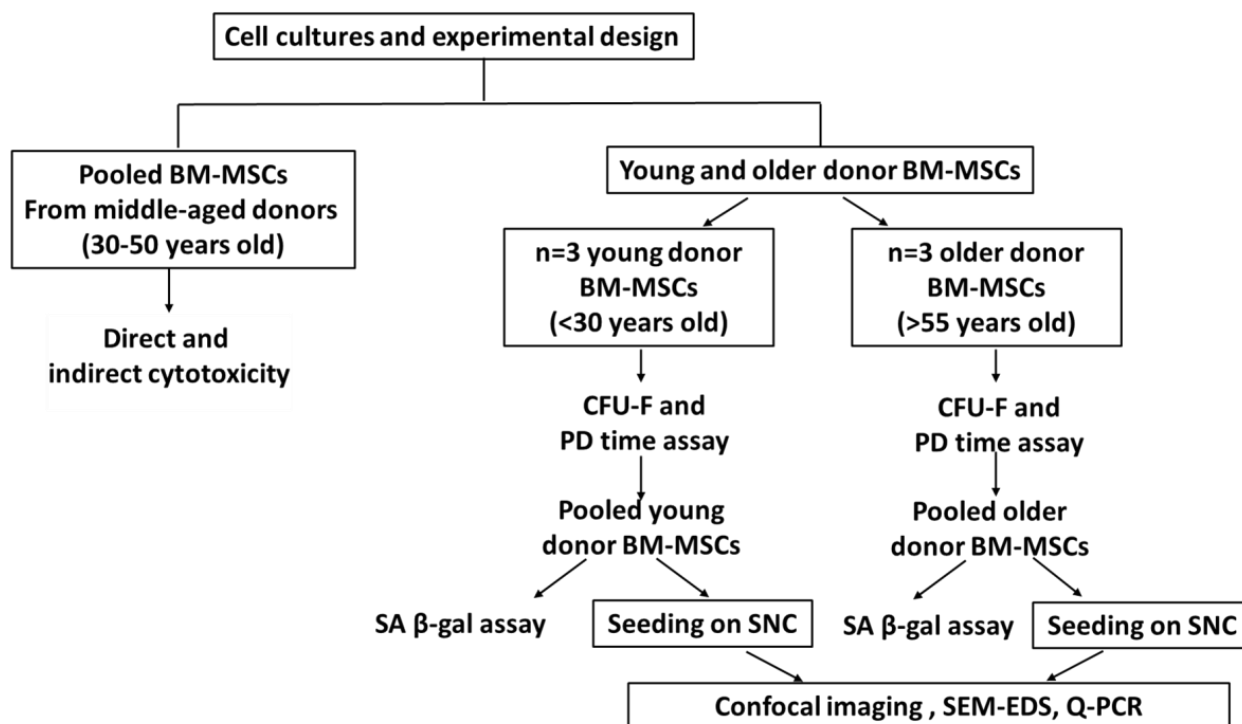 Cell cultures and experimental design
Pooled BM-MSCs
From middle-aged donors
(30-50 years old)
Direct and
indirect cytotoxicity
Young and older donor BM-MSCs
n=3 young donor
BM-MSCs
(<30 years old)
CFU-F and
PD time assay
Pooled young
donor BM-MSCs
SA β-gal assay
Seeding on SNC
n=3 older donor
BM-MSCs
(>55 years old)
CFU-F and
PD time assay
Pooled older
donor BM-MSCs
SA β-gal assay
Seeding on SNC
Confocal imaging , SEM-EDS, Q-PCR